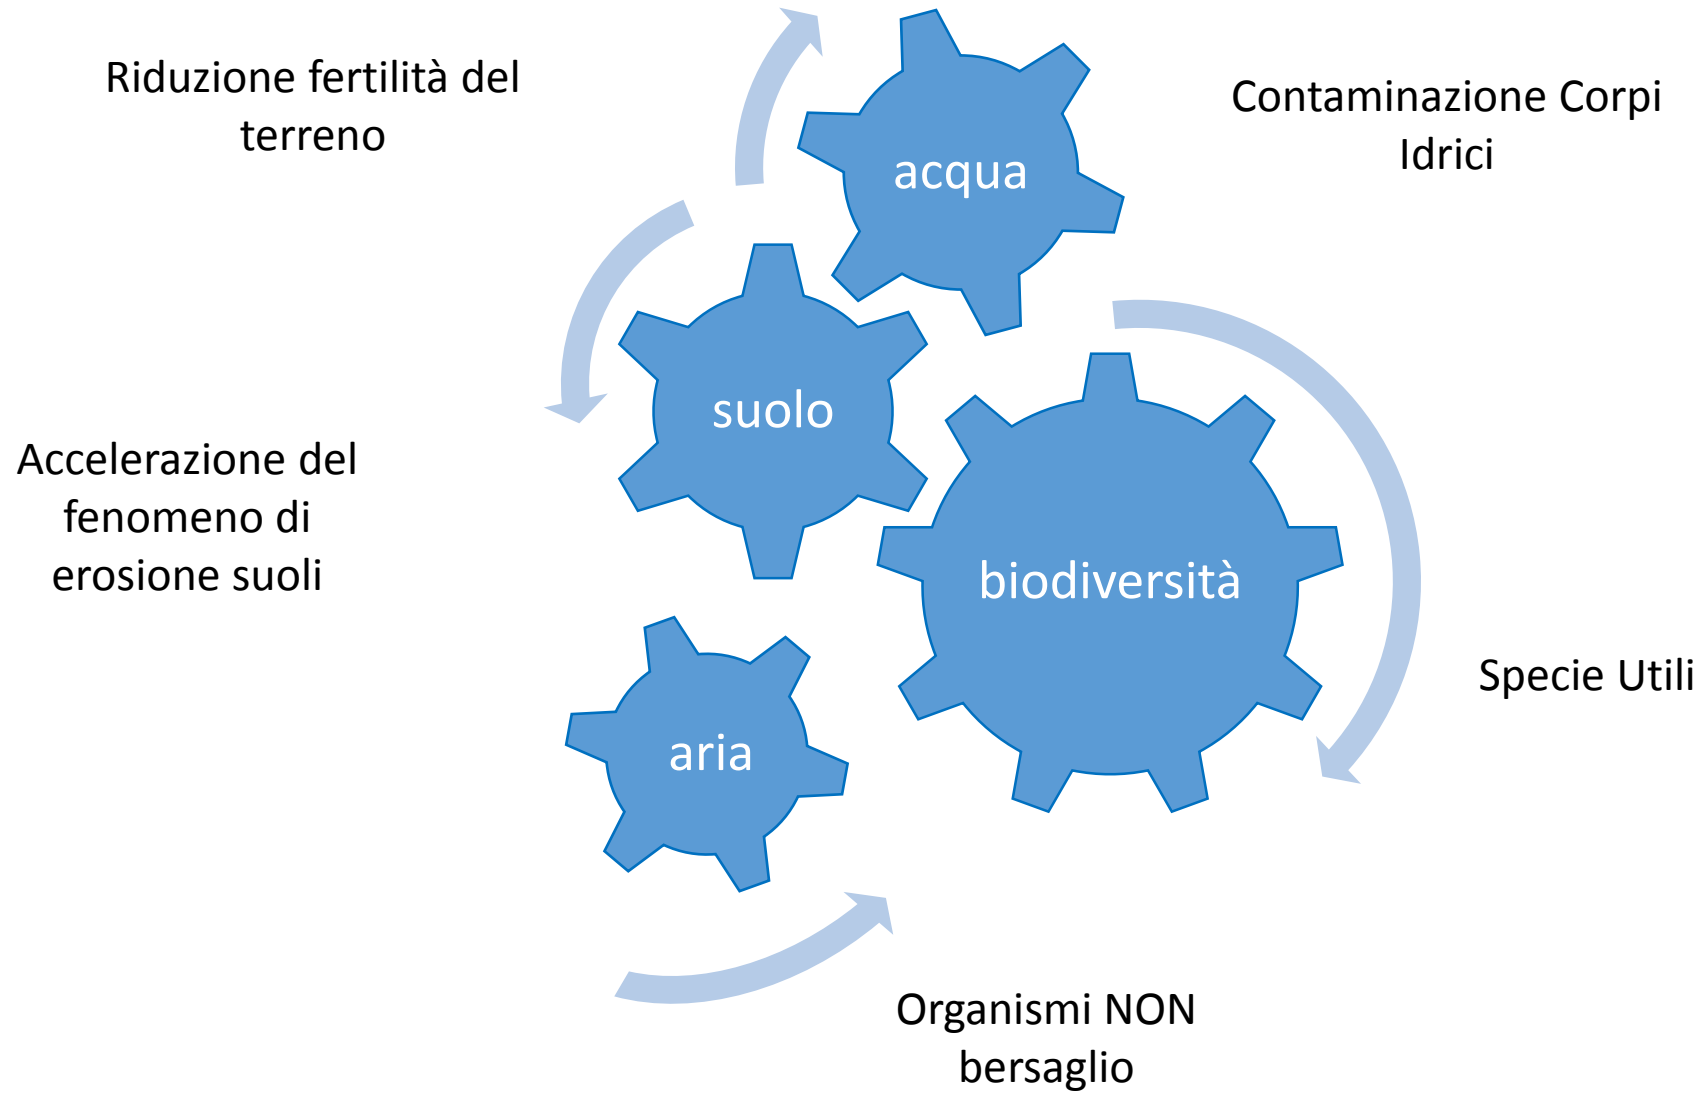 Riduzione fertilità del
terreno
acqua
Contaminazione Corpi
Idrici
suolo
Accelerazione del
fenomeno di
erosione suoli
biodiversità
Specie Utili
aria
Organismi NON
bersaglio